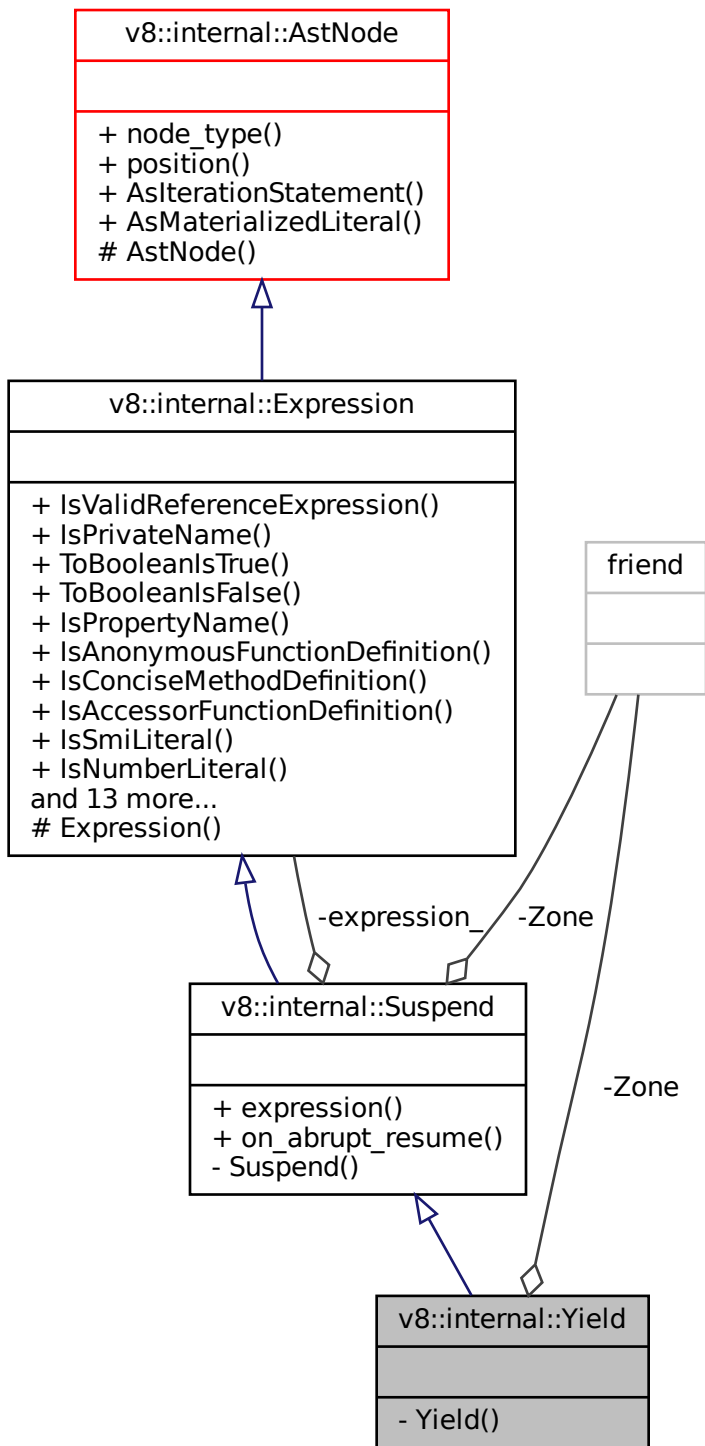 v8::internal::AstNode
+ node_type()
+ position()
+ AsIterationStatement()
+ AsMaterializedLiteral()
# AstNode()
v8::internal::Expression
+ IsValidReferenceExpression()
+ IsPrivateName()
+ ToBooleanIsTrue()
+ ToBooleanIsFalse()
+ IsPropertyName()
+ IsAnonymousFunctionDefinition()
+ IsConciseMethodDefinition()
+ IsAccessorFunctionDefinition()
+ IsSmiLiteral()
+ IsNumberLiteral()
and 13 more...
# Expression()
friend
-expression_
-Zone
v8::internal::Suspend
+ expression()
+ on_abrupt_resume()
- Suspend()
-Zone
v8::internal::Yield
- Yield()